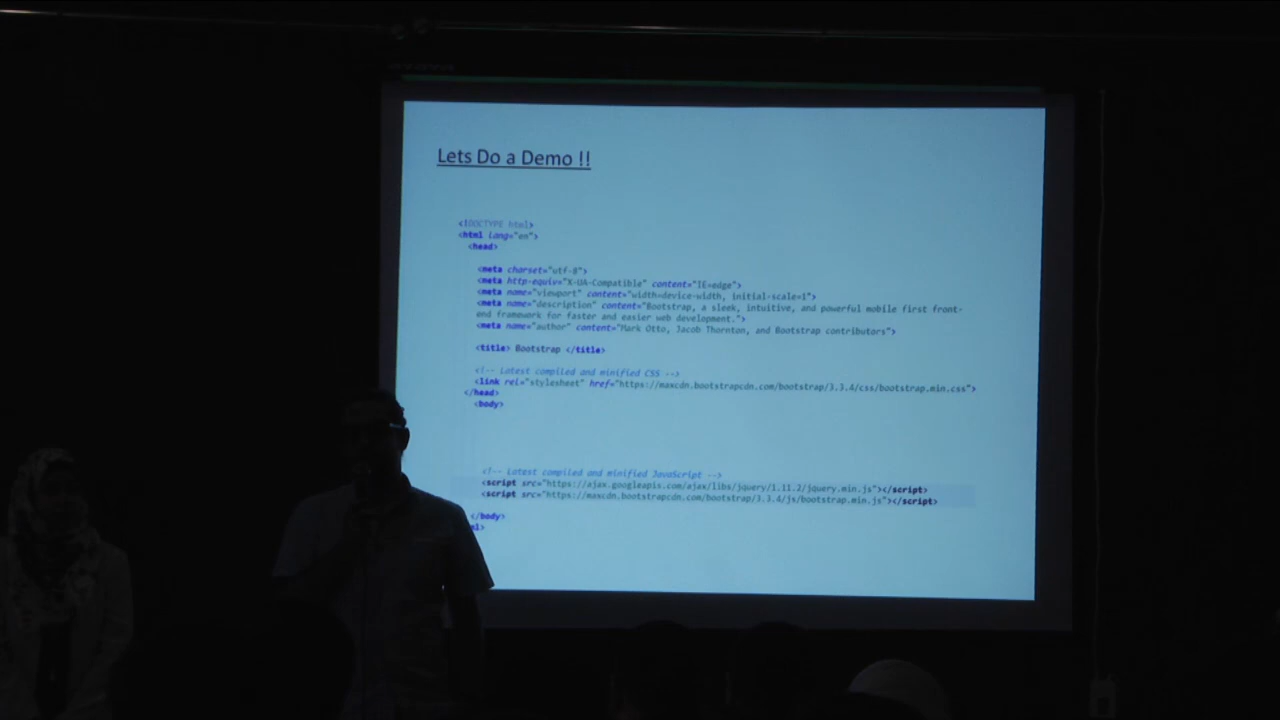 Lets Do a Demo !!
<!DOCTYPE html>
<html lang="en">
<head>
<meta charset="utf-8">
<meta http-equiv="X-UA-Compatible" content="IE=edge">
<meta name="viewport" content="width=device-width, initial-scale=1">
<meta name="description" content="Bootstrap, a sleek, intuitive, and powerful mobile first front-
end framework for faster and easier web development.">
<meta name="author" content="Mark Otto, Jacob Thornton, and Bootstrap contributors">
<title> Bootstrap </title>
<!-- Latest compiled and minified CSS -->
<link rel="stylesheet" href="https://maxcdn.bootstrapcdn.com/bootstrap/3.3.4/css/bootstrap.min.css">
</head>
<body>
<!-- Latest compiled and minified JavaScript -->
<script src="https://ajax.googleapis.com/ajax/libs/jquery/1.11.2/jquery.min.js"></script>
<script src="https://maxcdn.bootstrapcdn.com/bootstrap/3.3.4/js/bootstrap.min.js"></script>
</body>
ml>